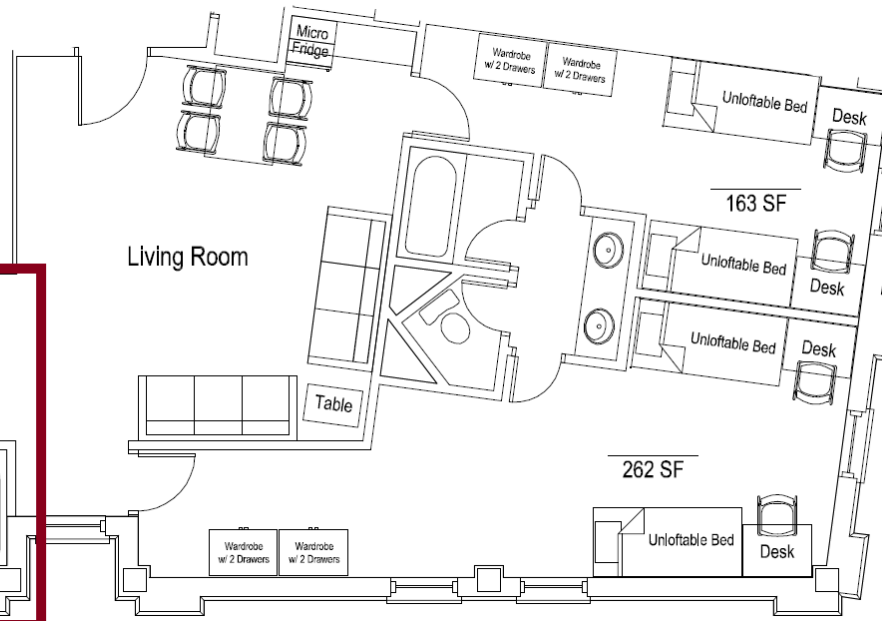 Micro
Fridge
Wardrobe
w/ 2 Drawers
Wardrobe
w/ 2 Drawers
Unloftable Bed
Desk
163 SF
Living Room
Unloftable Bed
Desk
Unloftable Bed
Desk
Table
262 SF
Wardrobe
w/ 2 Drawers
Wardrobe
w/ 2 Drawers
Unloftable Bed
Desk